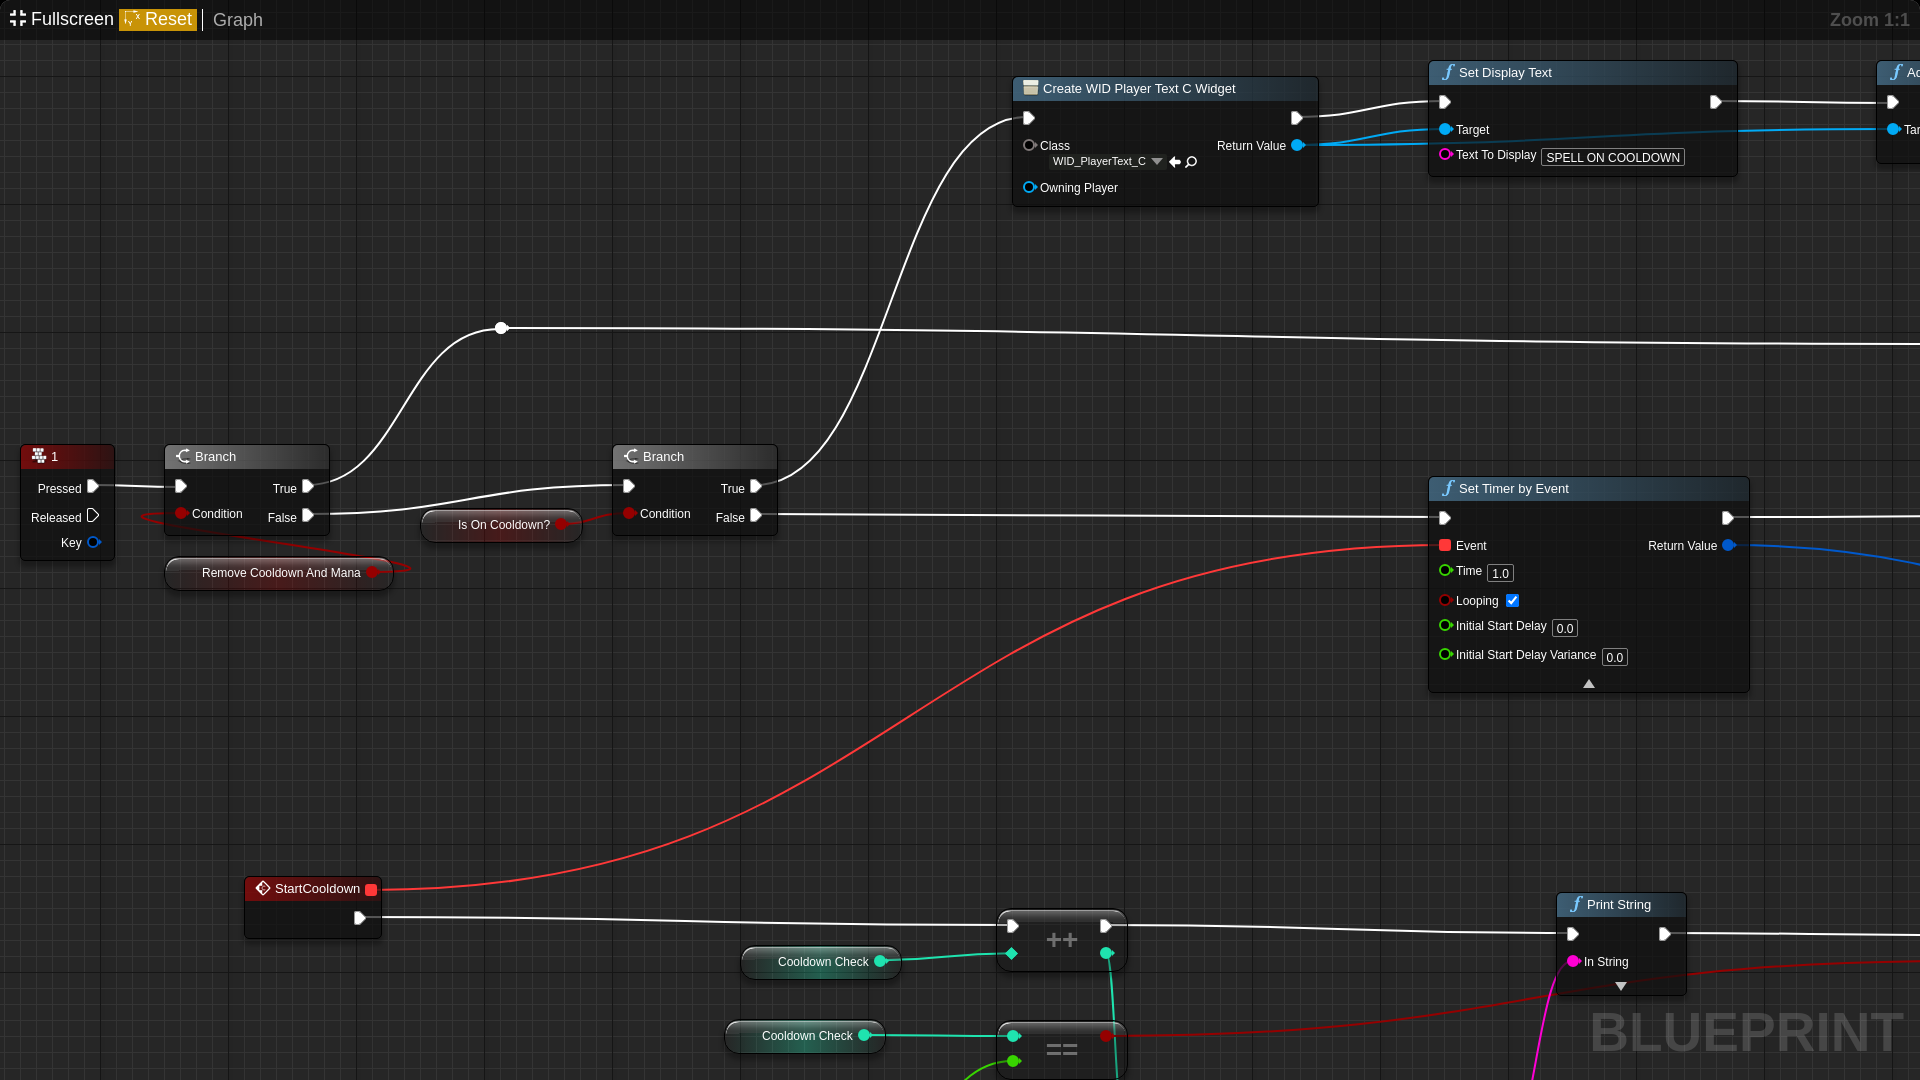 Fullscreen Reset Graph
Zoom 1:1
Create WID Player Text C Widget
Class
WID_PlayerText_C
Return Value
Owning Player
Set Display Text
Target
Text To Display SPELL ON COOLDOWN
Ac
Tar
1
Pressed
Released
Key
Branch
True
Condition
False
Remove Cooldown And Mana
Is On Cooldown?
Branch
True
Condition
False
Set Timer by Event
Event
Return Value
Time 1.0
Looping
Initial Start Delay 0.0
Initial Start Delay Variance 0.0
StartCooldown
Cooldown Check
++
Print String
In String
Cooldown Check
==
BLUEPRINT